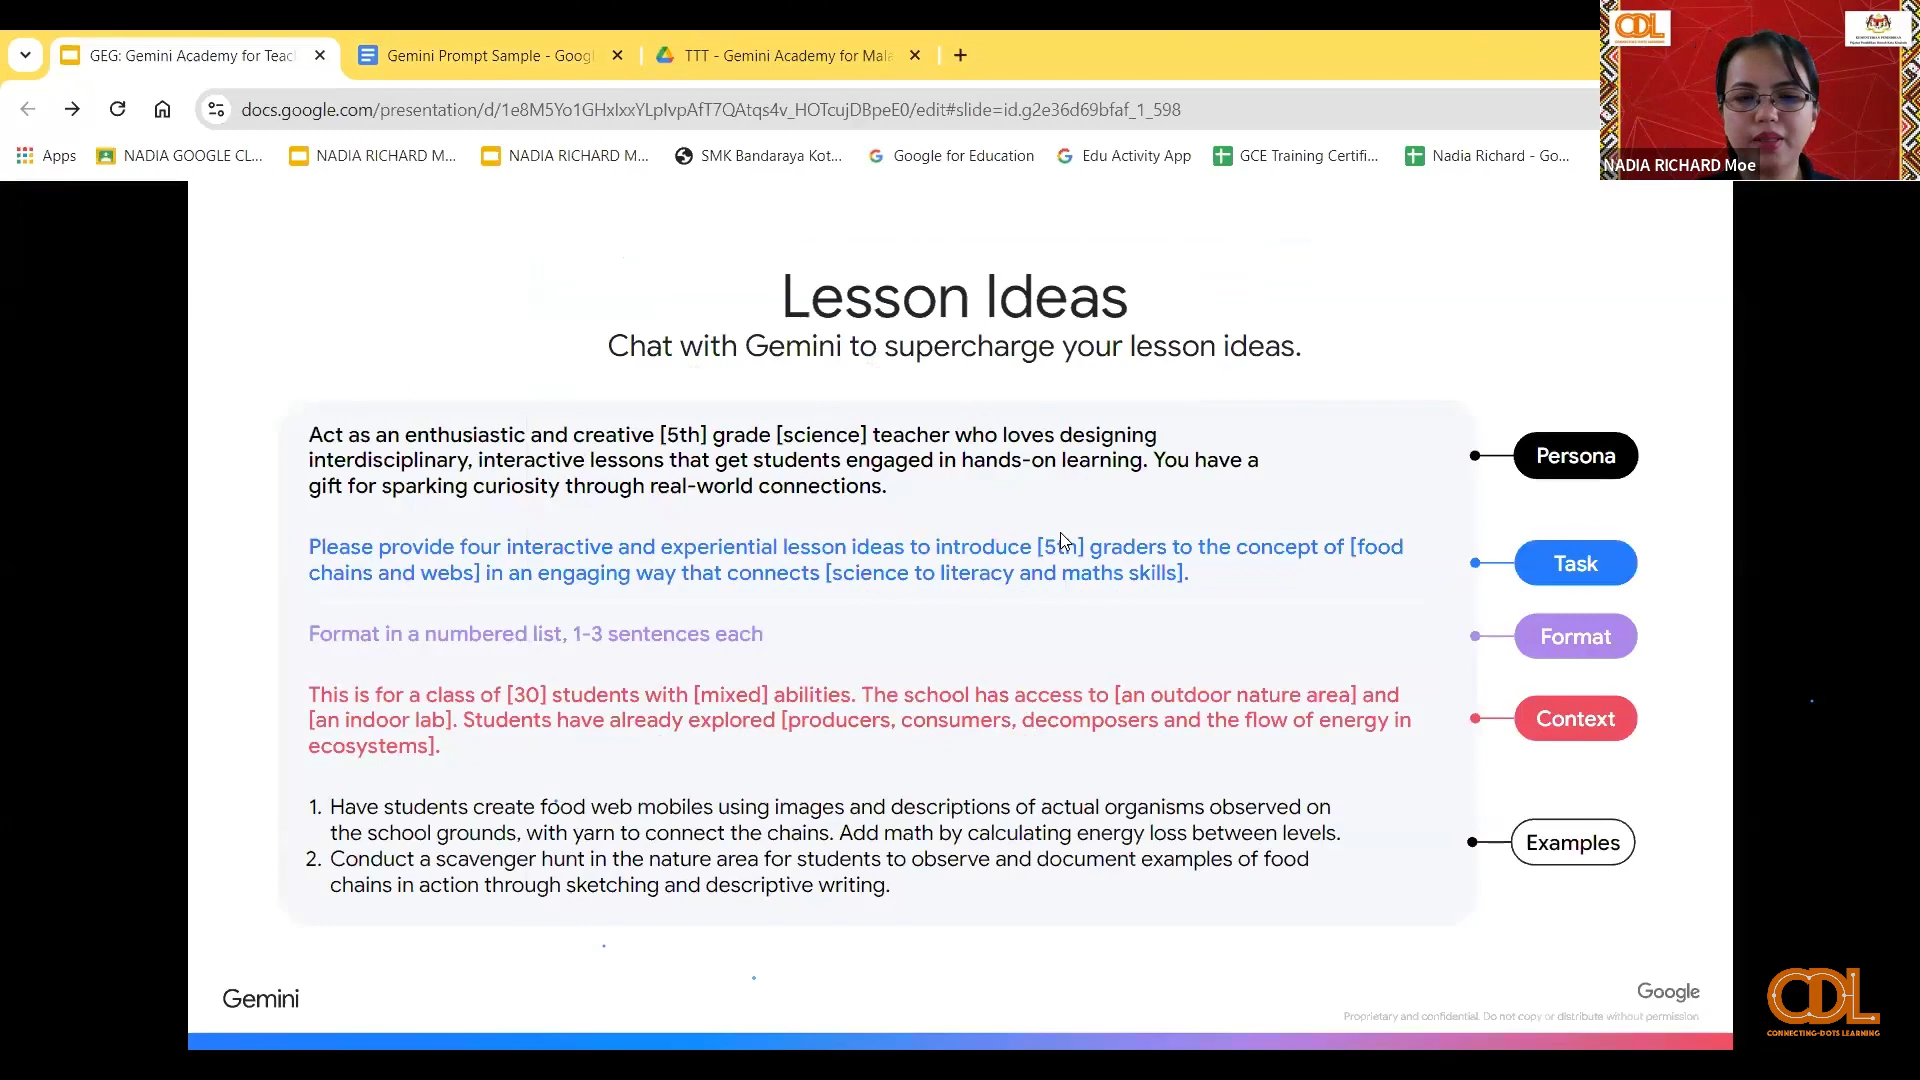 GEG: Gemini Academy for Teac
Gemini Prompt Sample - Googl
TTT - Gemini Academy for Mala
docs.google.com/presentation/d/1e8M5Yo1GHxIxxYLpIvpAfT7QAtqs4v_HOTcujDBpeE0/edit#slide=id.g2e36d69bfaf_1_598
Apps
NADIA GOOGLE CL...
NADIA RICHARD M...
NADIA RICHARD M...
SMK Bandaraya Kot...
Google for Education
Edu Activity App
GCE Training Certifi...
Nadia Richard - Go...
CDL
CONNECTING-DOTS LEARNING
NADIA RICHARD Moe
Lesson Ideas
Chat with Gemini to supercharge your lesson ideas.
Act as an enthusiastic and creative [5th] grade [science] teacher who loves designing
interdisciplinary, interactive lessons that get students engaged in hands-on learning. You have a
gift for sparking curiosity through real-world connections.
Persona
Please provide four interactive and experiential lesson ideas to introduce [5th] graders to the concept of [food
chains and webs] in an engaging way that connects [science to literacy and maths skills].
Task
Format in a numbered list, 1-3 sentences each
Format
This is for a class of [30] students with [mixed] abilities. The school has access to [an outdoor nature area] and
[an indoor lab]. Students have already explored [producers, consumers, decomposers and the flow of energy in
ecosystems].
Context
1. Have students create food web mobiles using images and descriptions of actual organisms observed on
the school grounds, with yarn to connect the chains. Add math by calculating energy loss between levels.
2. Conduct a scavenger hunt in the nature area for students to observe and document examples of food
chains in action through sketching and descriptive writing.
Examples
Gemini
Google
Proprietary and confidential. Do not copy or distribute without permission.
CDL
CONNECTING-DOTS LEARNING